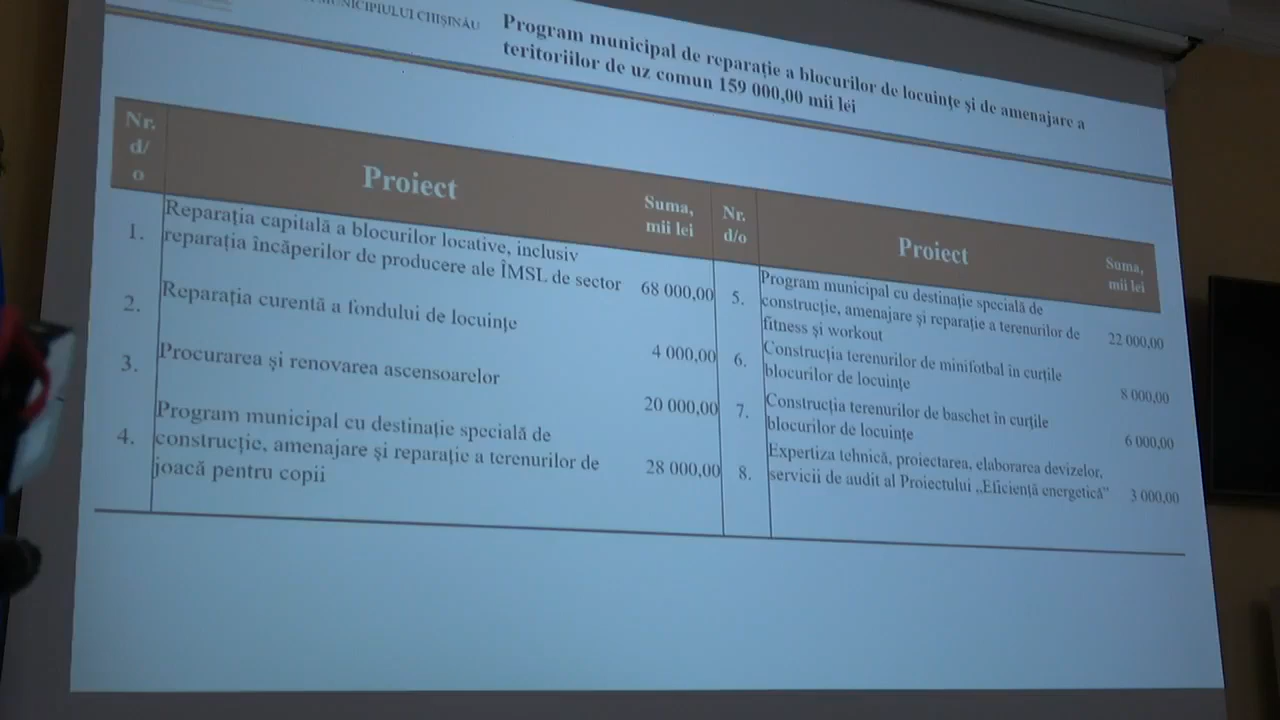 MUNICIPIULUI CHIȘINĂU
Program municipal de reparație a blocurilor de locuințe și de amenajare a
teritoriilor de uz comun 159 000,00 mii lei
Nr.
d/
o
Proiect
Suma,
mii lei
1.
Reparația capitală a blocurilor locative, inclusiv
reparația încăperilor de producere ale ÎMSL de sector
68 000,00
2.
Reparația curentă a fondului de locuințe
4 000,00
3.
Procurarea și renovarea ascensoarelor
20 000,00
4.
Program municipal cu destinație specială de
construcție, amenajare și reparație a terenurilor de
joacă pentru copii
28 000,00
Nr.
d/o
Proiect
Suma,
mii lei
5.
Program municipal cu destinație specială de
construcție, amenajare și reparație a terenurilor de
fitness și workout
22 000,00
6.
Construcția terenurilor de minifotbal în curțile
blocurilor de locuințe
8 000,00
7.
Construcția terenurilor de baschet în curțile
blocurilor de locuințe
6 000,00
8.
Expertiza tehnică, proiectarea, elaborarea devizelor,
servicii de audit al Proiectului „Eficiență energetică”
3 000,00